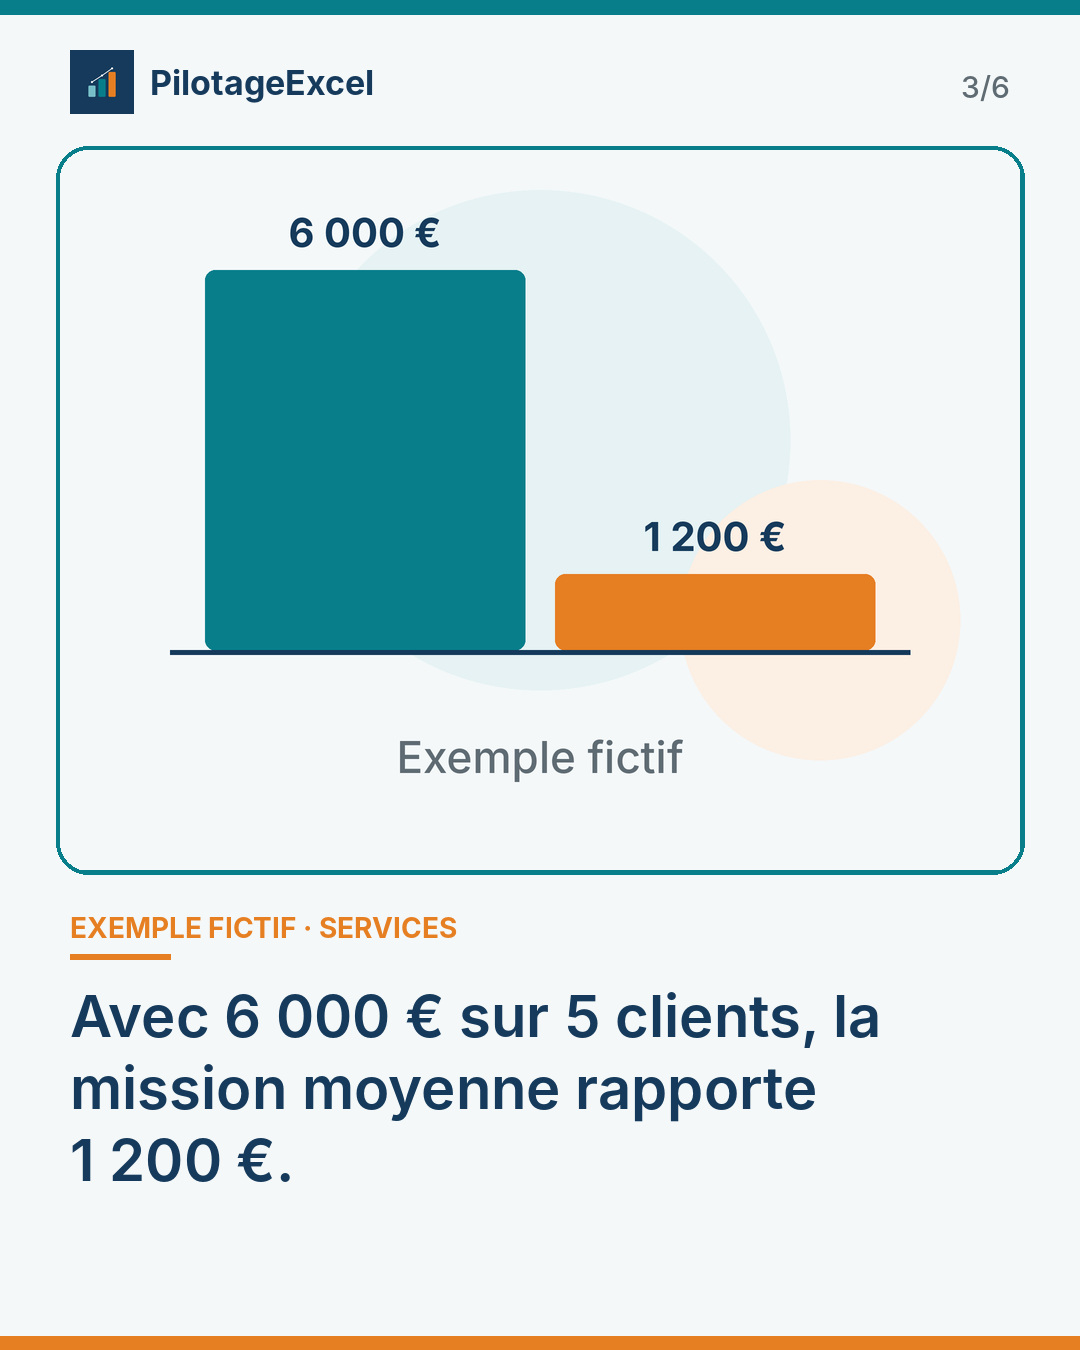 PilotageExcel
3/6
6 000 €
1 200 €
Exemple fictif
EXEMPLE FICTIF · SERVICES
Avec 6 000 € sur 5 clients, la
mission moyenne rapporte
1 200 €.